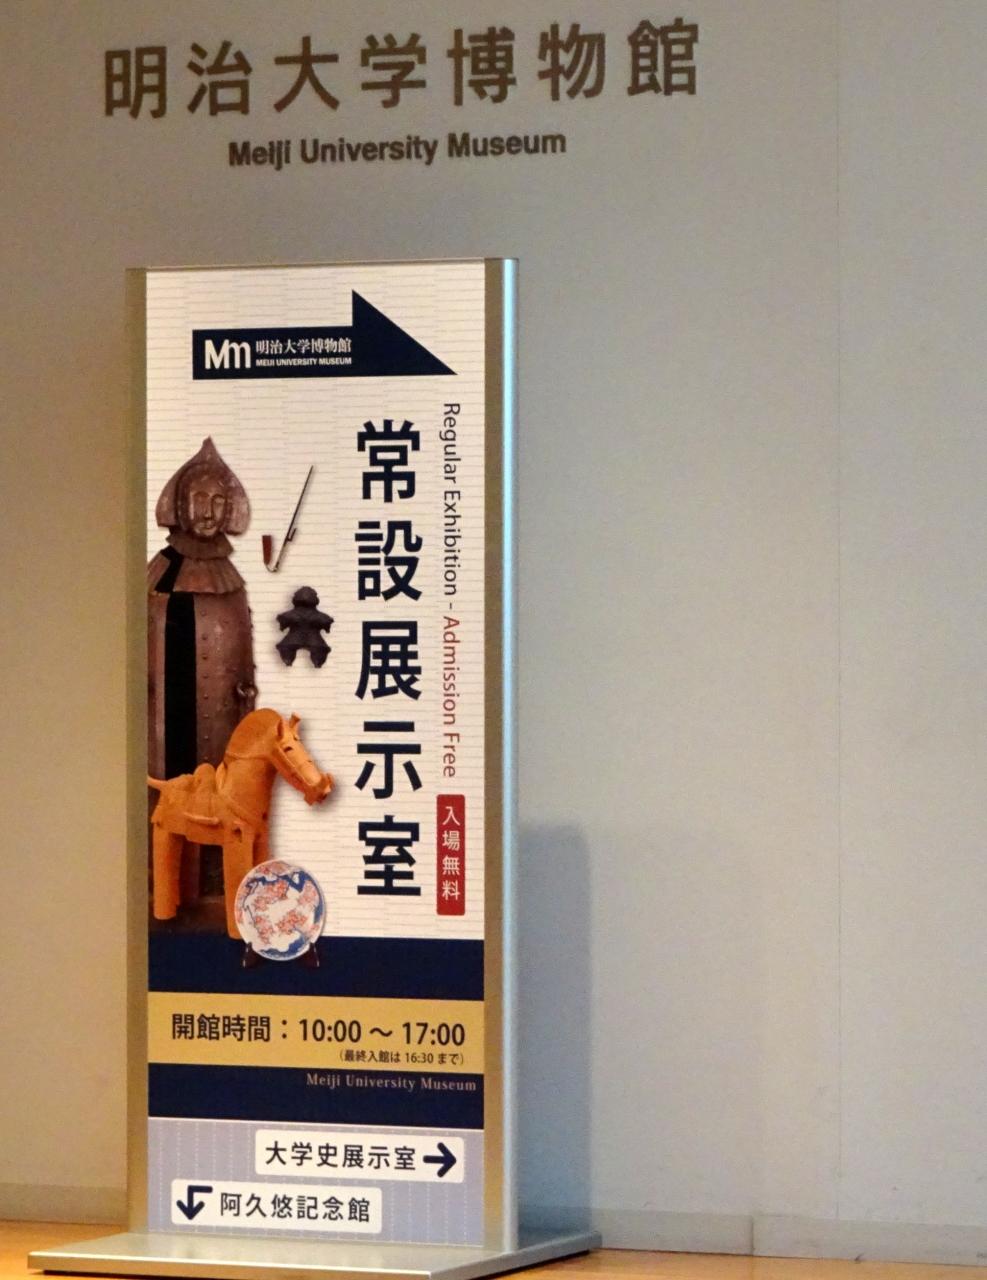 明治大学博物館
Meiji University Museum
Mm 明治大学博物館
MEIJI UNIVERSITY MUSEUM
常設展示室
Regular Exhibition - Admission Free
入場無料
開館時間：10:00 ～ 17:00
（最終入館は 16:30 まで）
Meiji University Museum
大学史展示室
阿久悠記念館